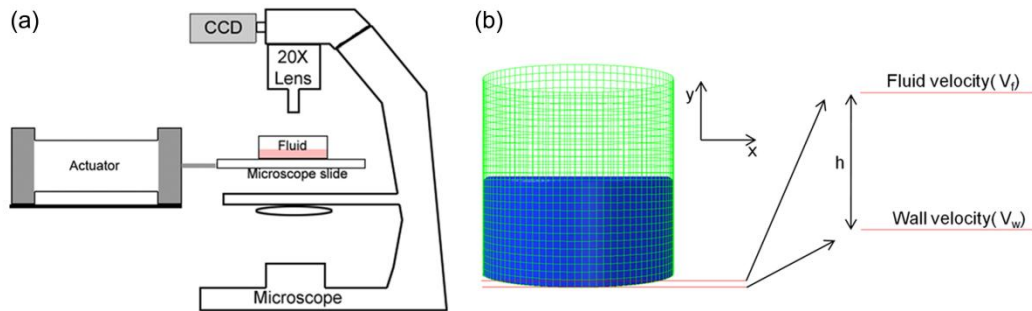 (a)
CCD
20X
Lens
Fluid
Actuator
Microscope slide
Microscope
(b)
y
x
Fluid velocity( V_f)
h
Wall velocity( V_w)